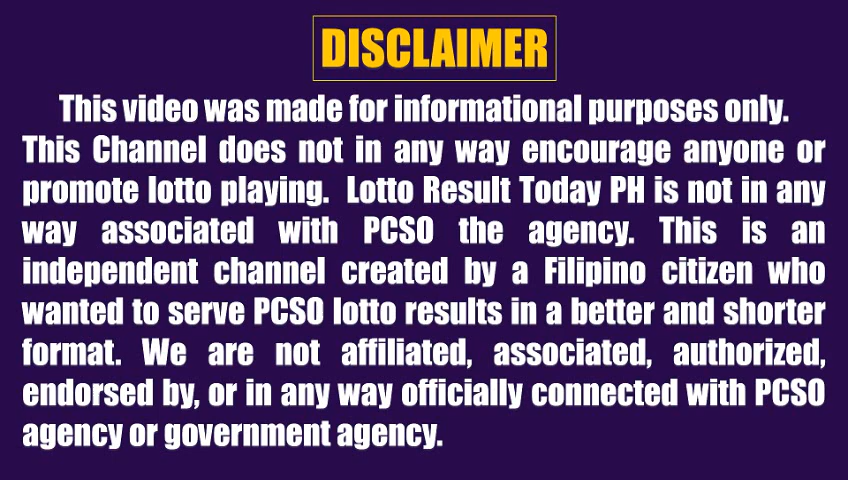 DISCLAIMER
This video was made for informational purposes only.
This Channel does not in any way encourage anyone or
promote lotto playing. Lotto Result Today PH is not in any
way associated with PCSO the agency. This is an
independent channel created by a Filipino citizen who
wanted to serve PCSO lotto results in a better and shorter
format. We are not affiliated, associated, authorized,
endorsed by, or in any way officially connected with PCSO
agency or government agency.